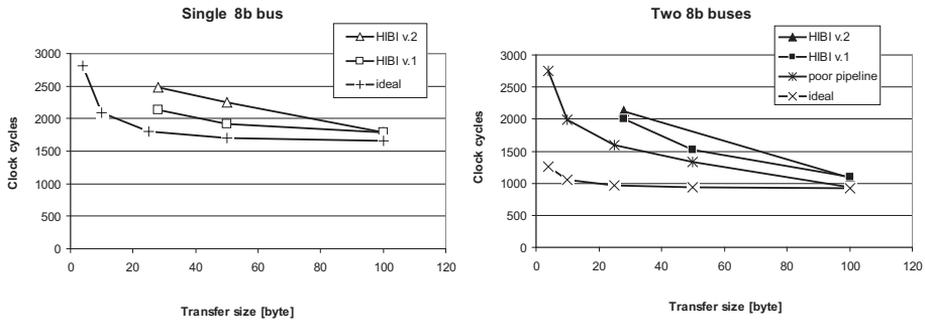 Single 8b bus
HIBI v.2
HIBI v.1
ideal
3000
2500
2000
1500
1000
500
0
Clock cycles
0 20 40 60 80 100 120
Transfer size [byte]
Two 8b buses
HIBI v.2
HIBI v.1
poor pipeline
ideal
3000
2500
2000
1500
1000
500
0
Clock cycles
0 20 40 60 80 100 120
Transfer size [byte]